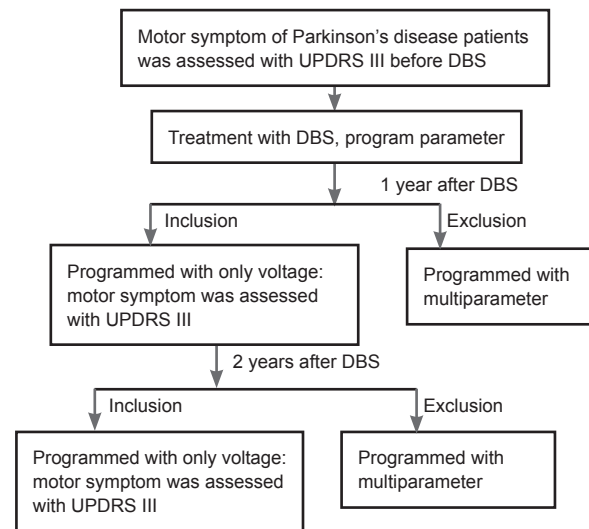 Motor symptom of Parkinson's disease patients
was assessed with UPDRS III before DBS
Treatment with DBS, program parameter
1 year after DBS
Inclusion
Exclusion
Programmed with only voltage:
motor symptom was assessed
with UPDRS III
Programmed with
multiparameter
2 years after DBS
Inclusion
Exclusion
Programmed with only voltage:
motor symptom was assessed
with UPDRS III
Programmed with
multiparameter